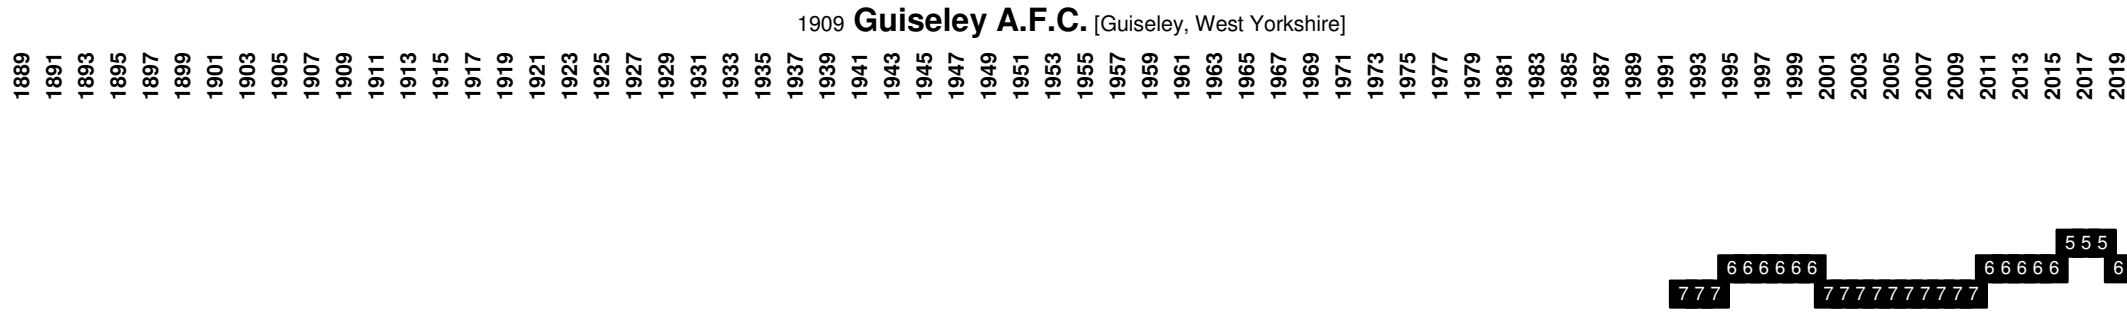 1909 Guiseley A.F.C. [Guiseley, West Yorkshire]
1889 1891 1893 1895 1897 1899 1901 1903 1905 1907 1909 1911 1913 1915 1917 1919 1921 1923 1925 1927 1929 1931 1933 1935 1937 1939 1941 1943 1945 1947 1949 1951 1953 1955 1957 1959 1961 1963 1965 1967 1969 1971 1973 1975 1977 1979 1981 1983 1985 1987 1989 1991 1993 1995 1997 1999 2001 2003 2005 2007 2009 2011 2013 2015 2017 2019
5 5 5
6 6 6 6 6 6 6 6 6 6 6 6
7 7 7 7 7 7 7 7 7 7 7 7 7